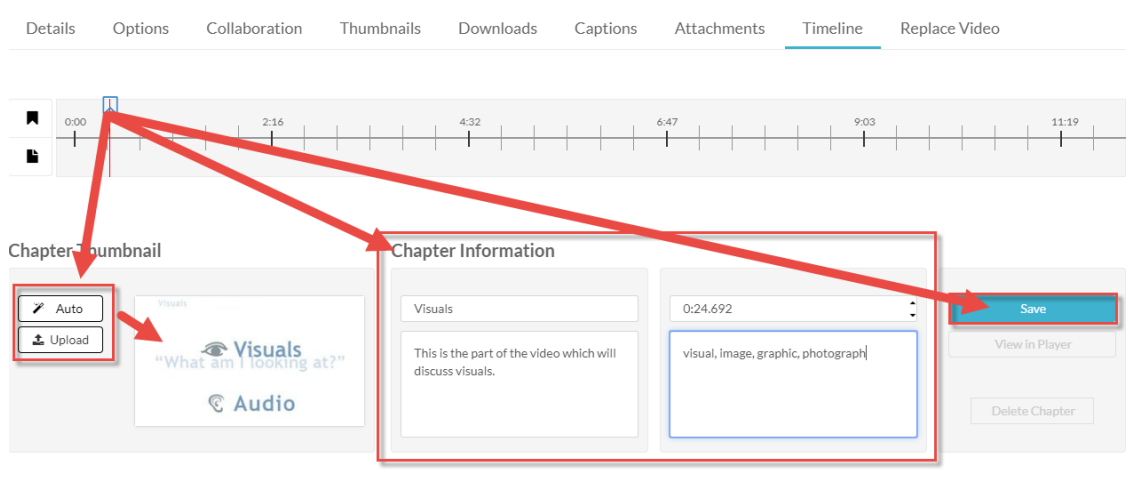 Details Options Collaboration Thumbnails Downloads Captions Attachments Timeline Replace Video
0:00 2:16 4:32 6:47 9:03 11:19
Chapter Thumbnail
Chapter Information
Auto
Upload
Visuals
Visuals
"What am I looking at?"
Audio
Visuals
This is the part of the video which will
discuss visuals.
0:24.692
visual, image, graphic, photograph
Save
View in Player
Delete Chapter